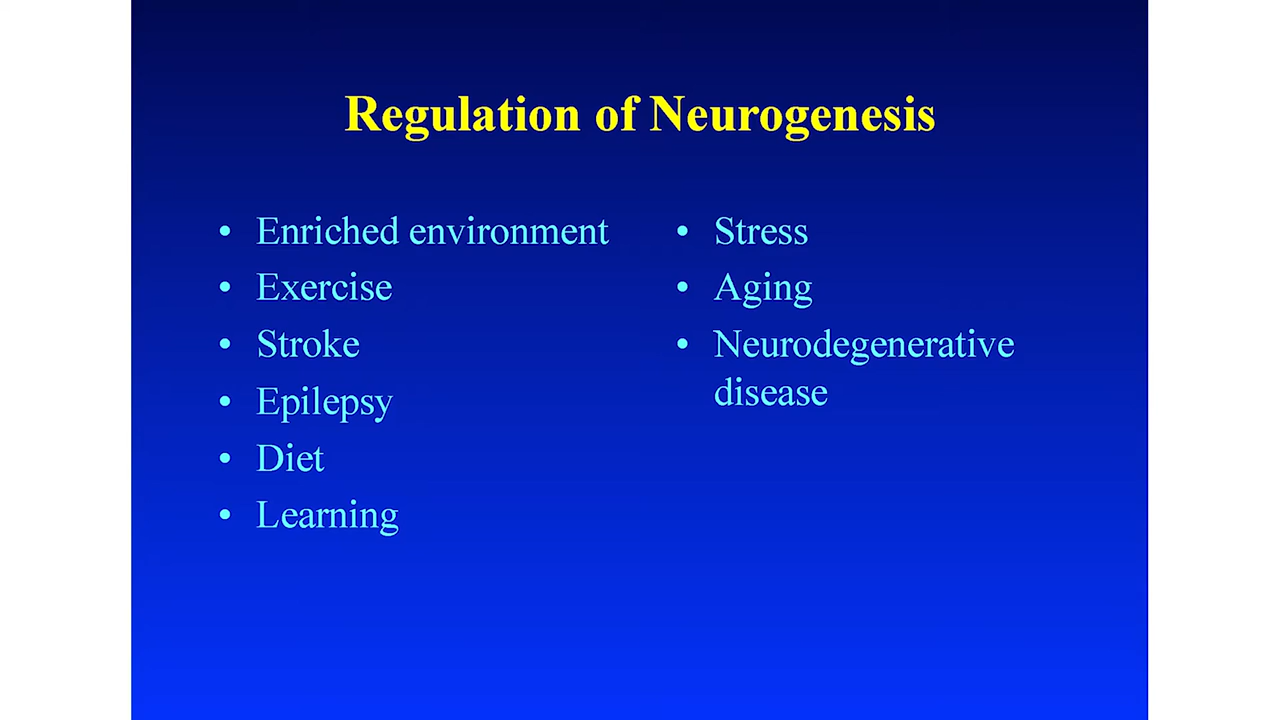 Regulation of Neurogenesis
• Enriched environment
• Exercise
• Stroke
• Epilepsy
• Diet
• Learning
• Stress
• Aging
• Neurodegenerative
disease